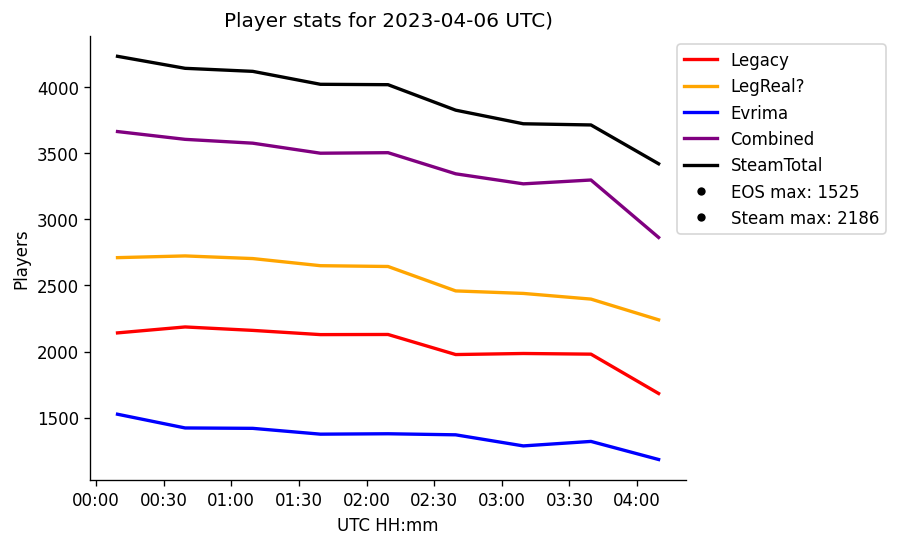 Player stats for 2023-04-06 UTC)
Legacy
LegReal?
Evrima
Combined
SteamTotal
EOS max: 1525
Steam max: 2186
Players
4000
3500
3000
2500
2000
1500
00:00 00:30 01:00 01:30 02:00 02:30 03:00 03:30 04:00
UTC HH:mm